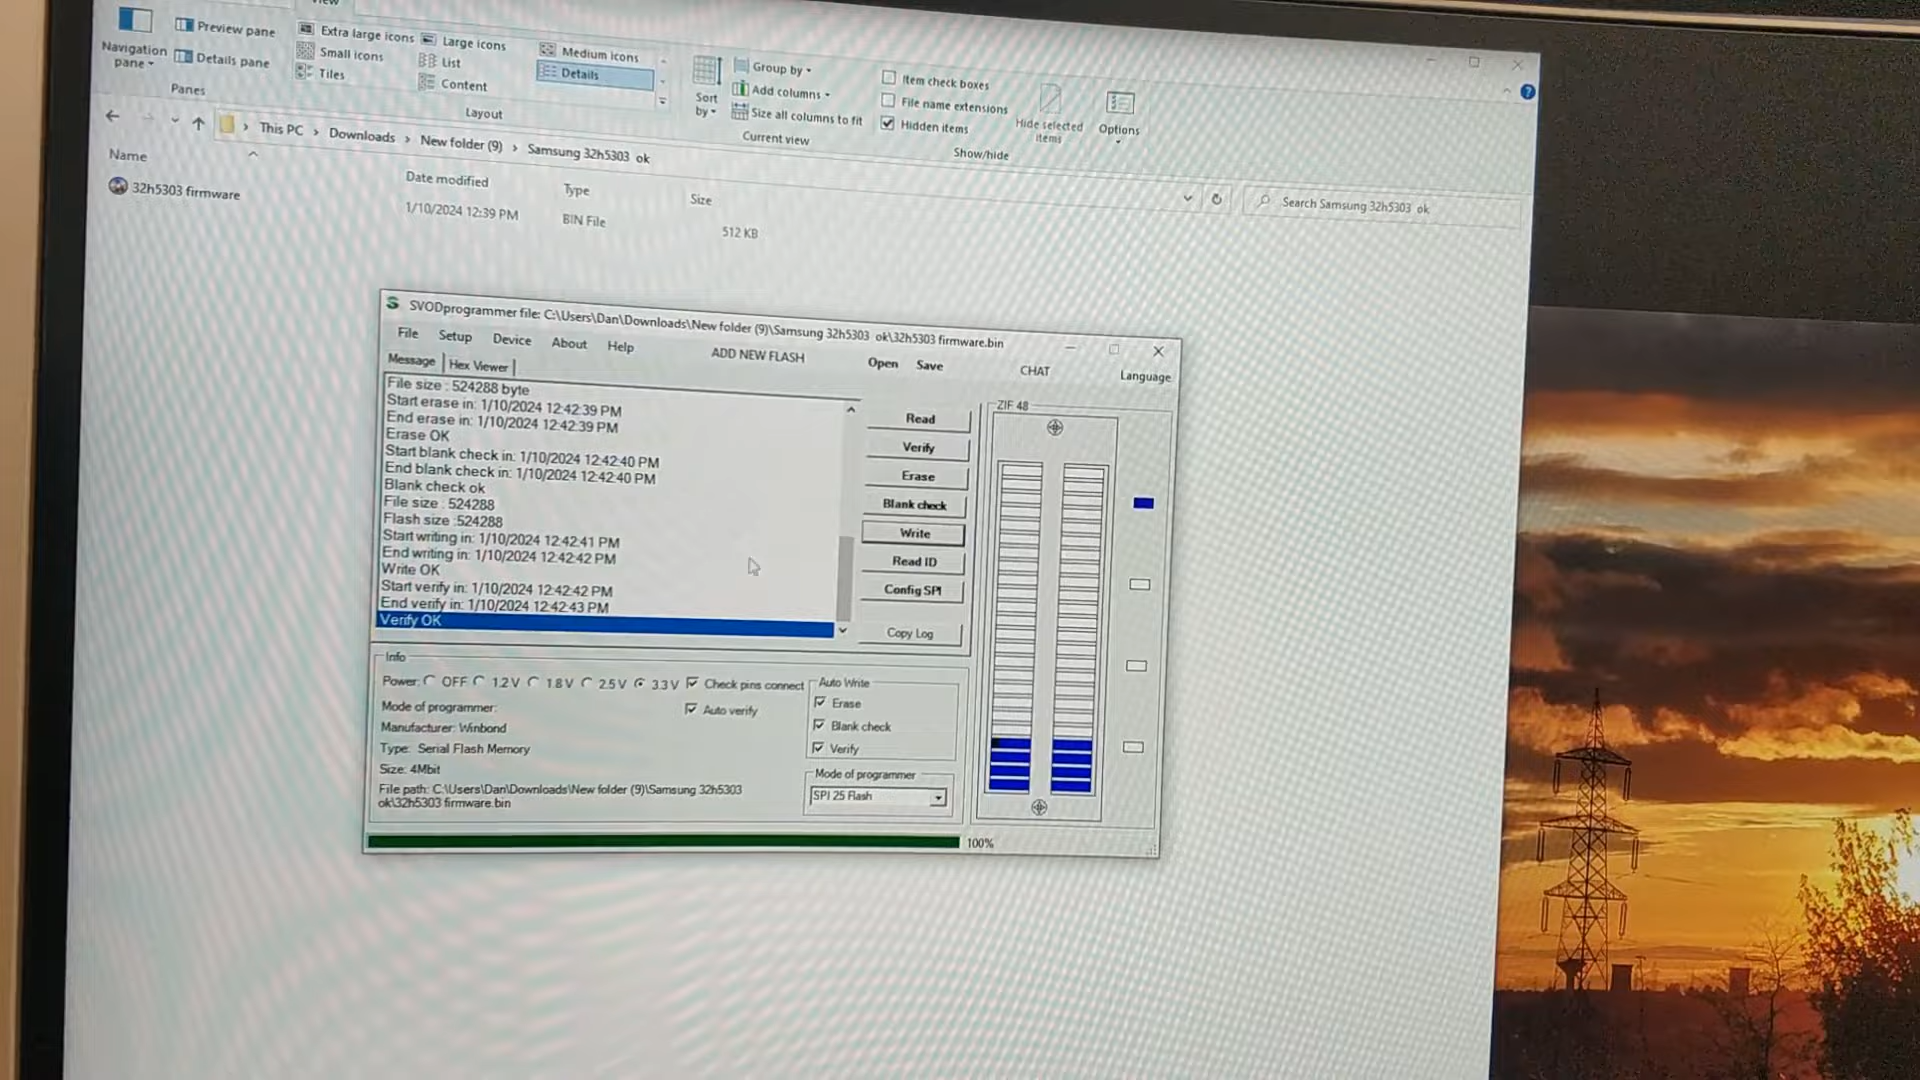 View
Preview pane
Navigation pane
Details pane
Panes
Extra large icons
Large icons
Medium icons
Small icons
List
Details
Tiles
Content
Layout
Sort by
Group by
Add columns
Size all columns to fit
Current view
Item check boxes
File name extensions
Hidden items
Hide selected items
Show/hide
Options
This PC > Downloads > New folder (9) > Samsung 32h5303 ok
Search Samsung 32h5303 ok
Name
Date modified
Type
Size
32h5303 firmware
1/10/2024 12:39 PM
BIN File
512 KB
SVODprogrammer file: C:\Users\Dan\Downloads\New folder (9)\Samsung 32h5303 ok\32h5303 firmware.bin
File Setup Device About Help
ADD NEW FLASH
Open Save
CHAT
Language
Message
Hex Viewer
File size : 524288 byte
Start erase in: 1/10/2024 12:42:39 PM
End erase in: 1/10/2024 12:42:39 PM
Erase OK
Start blank check in: 1/10/2024 12:42:40 PM
End blank check in: 1/10/2024 12:42:40 PM
Blank check ok
File size : 524288
Flash size :524288
Start writing in: 1/10/2024 12:42:41 PM
End writing in: 1/10/2024 12:42:42 PM
Write OK
Start verify in: 1/10/2024 12:42:42 PM
End verify in: 1/10/2024 12:42:43 PM
Verify OK
Read
Verify
Erase
Blank check
Write
Read ID
Config SPI
Copy Log
ZIF 48
Info
Power: OFF 1.2 V 1.8 V 2.5 V 3.3 V Check pins connect
Mode of programmer:
Auto verify
Manufacturer: Winbond
Type: Serial Flash Memory
Size: 4Mbit
File path: C:\Users\Dan\Downloads\New folder (9)\Samsung 32h5303
ok\32h5303 firmware.bin
Auto Write
Erase
Blank check
Verify
Mode of programmer
SPI 25 Flash
100%